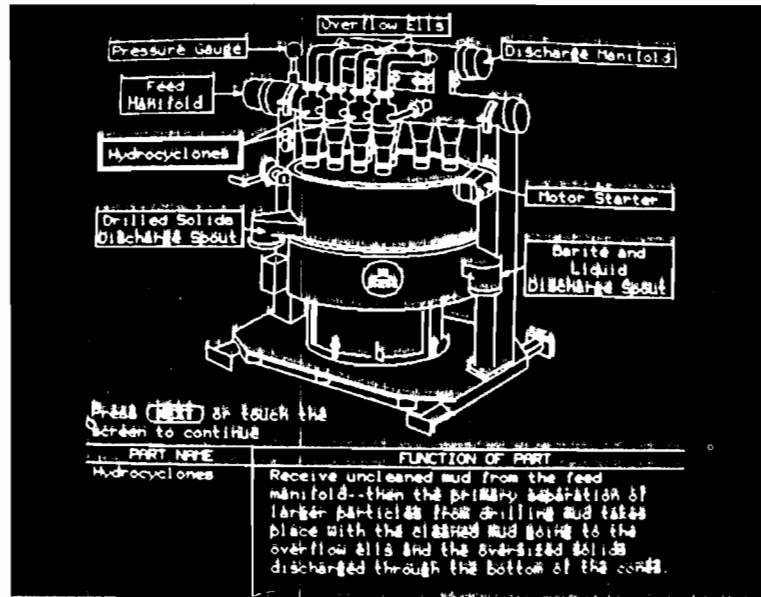 Overflow Ells
Pressure Gauge
Discharge Manifold
Feed
Manifold
Hydrocyclones
Motor Starter
Drilled Solids
Discharge Spout
Barite and
Liquid
Discharge Spout
Press NEXT or touch the
screen to continue
PART NAME FUNCTION OF PART
Hydrocyclones Receive uncleaned mud from the feed
manifold--then the primary separation of
larger particles from drilling mud takes
place with the cleaned mud going to the
overflow ells and the oversized solids
discharged through the bottom of the cones.